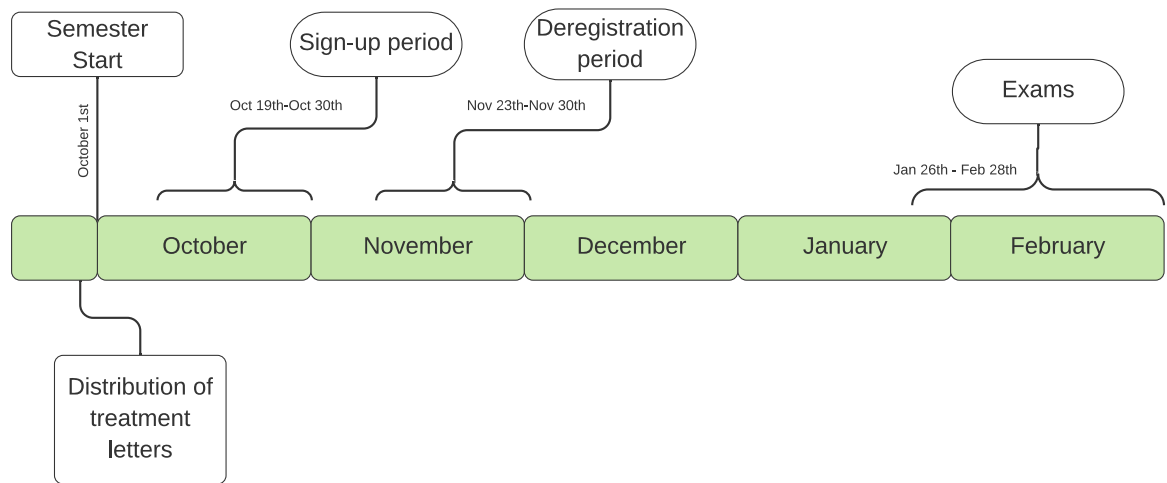 Semester
Start
Sign-up period
Deregistration
period
Exams
October 1st
Oct 19th-Oct 30th
Nov 23th-Nov 30th
Jan 26th - Feb 28th
October
November
December
January
February
Distribution of
treatment
letters